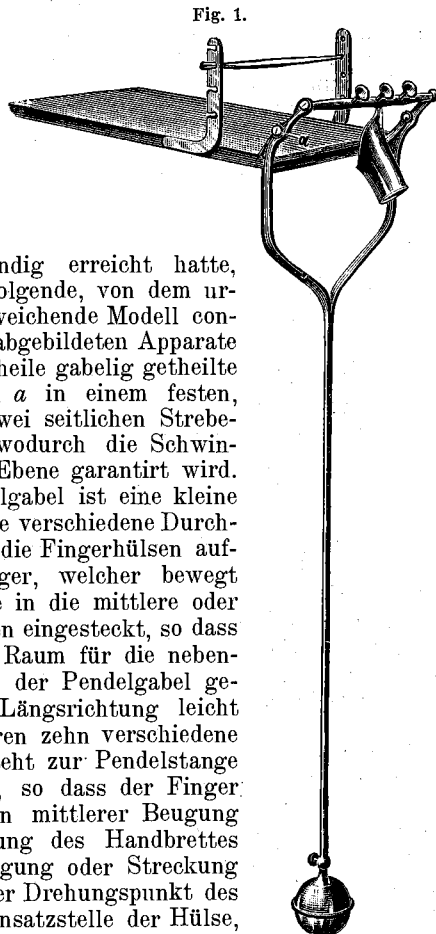 Fig. 1.
a
ndig erreicht hatte,
olgende, von dem ur-
weichende Modell con-
abgebildeten Apparate
heile gabelig getheilte
a in einem festen,
wei seitlichen Strebe-
wodurch die Schwin-
Ebene garantirt wird.
lgabel ist eine kleine
e verschiedene Durch-
die Fingerhülsen auf-
ger, welcher bewegt
e in die mittlere oder
en eingesteckt, so dass
Raum für die neben-
der Pendelgabel ge-
Längsrichtung leicht
ren zehn verschiedene
eht zur Pendelstange
, so dass der Finger
n mittlerer Beugung
ung des Handbrettes
gung oder Streckung
er Drehungspunkt des
nsatzstelle der Hülse,